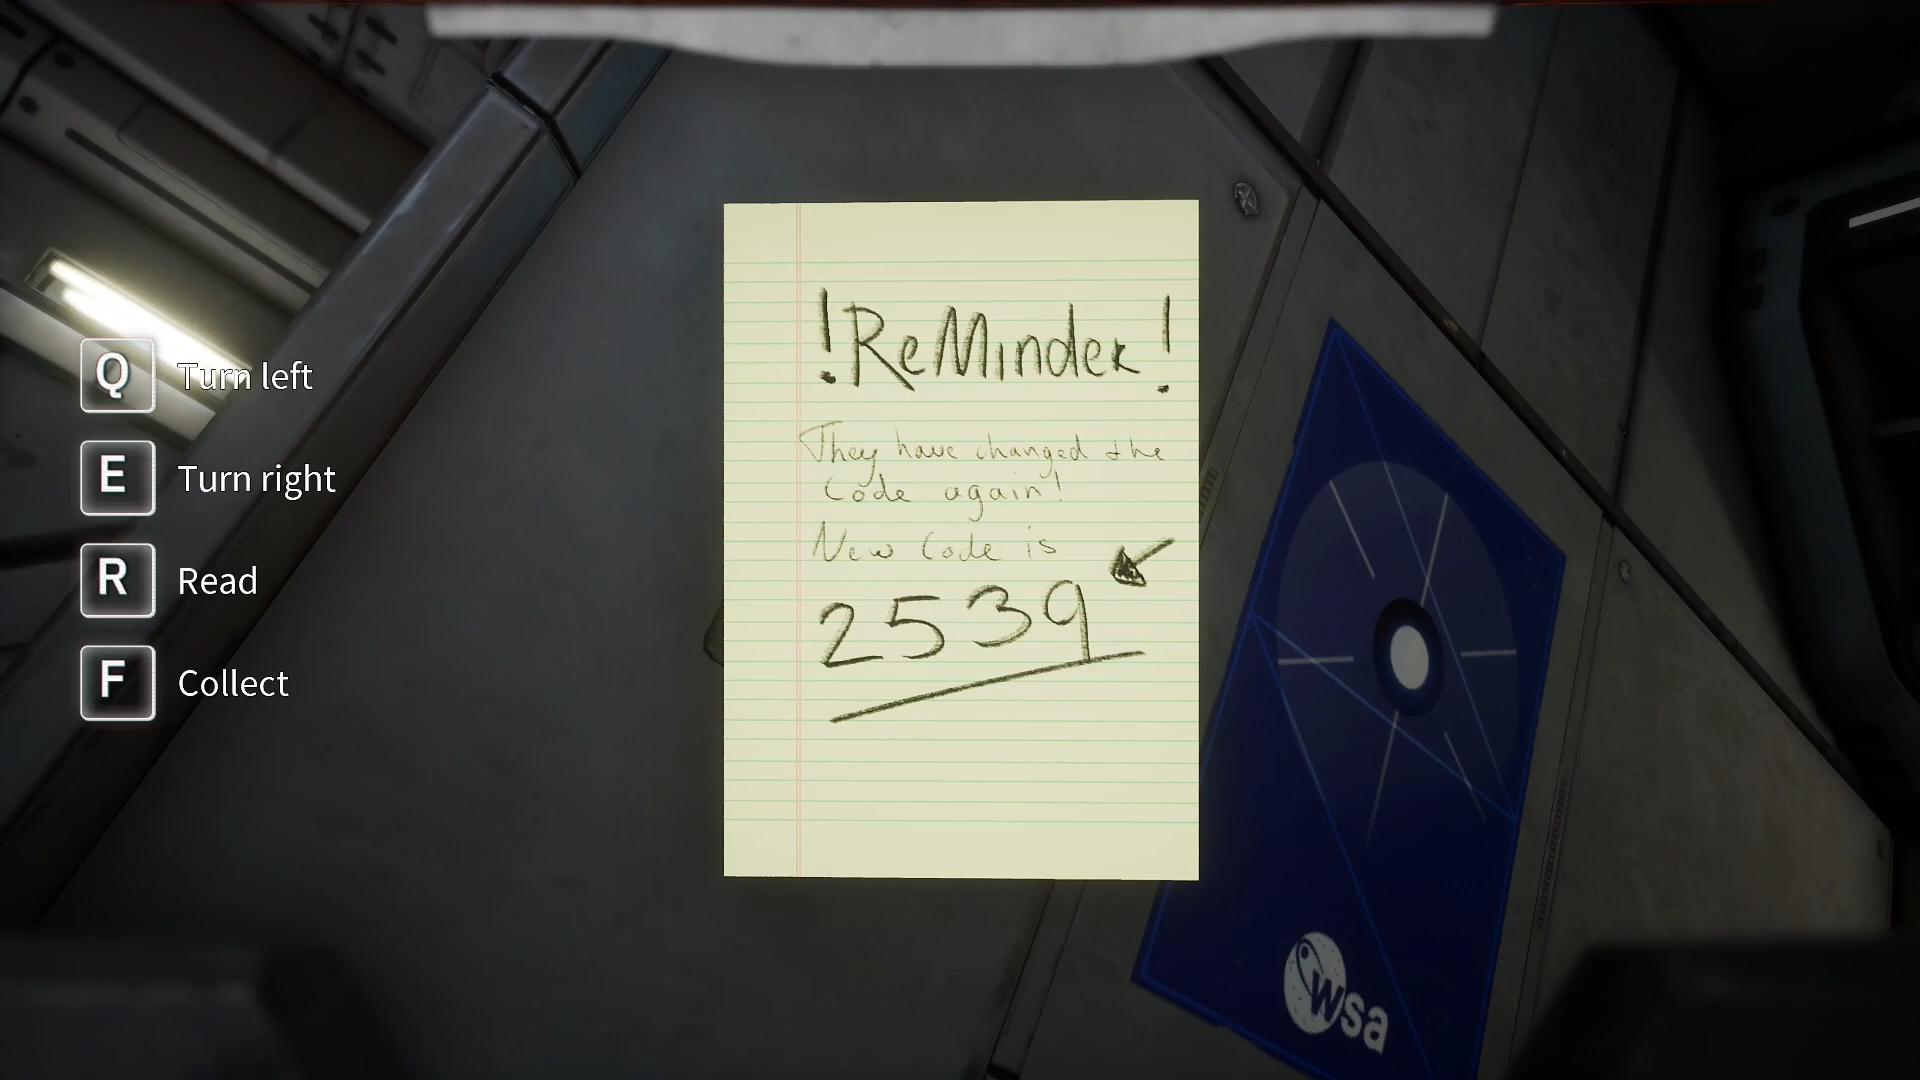 !ReMinder!
They have changed the
Code again!
New Code is
2539
Q Turn left
E Turn right
R Read
F Collect
wsa